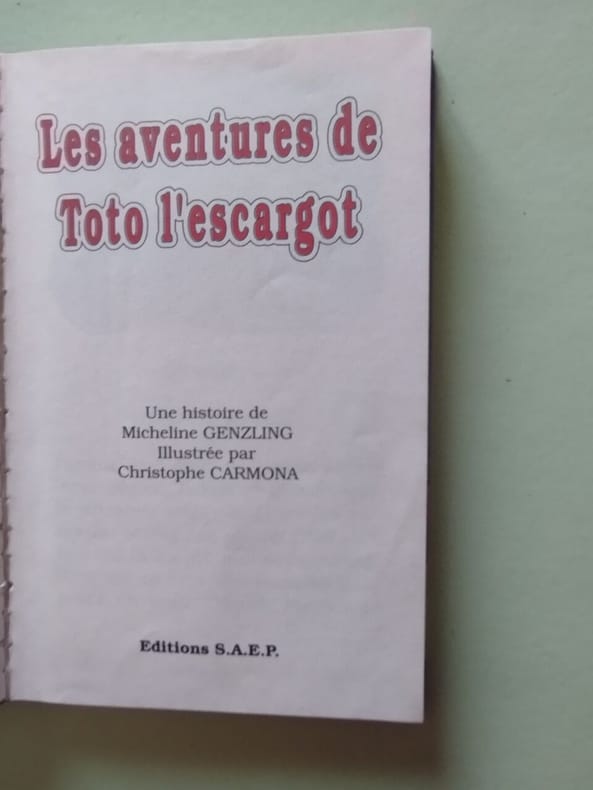 Les aventures de
Toto l'escargot
Une histoire de
Micheline GENZLING
Illustrée par
Christophe CARMONA
Editions S.A.E.P.